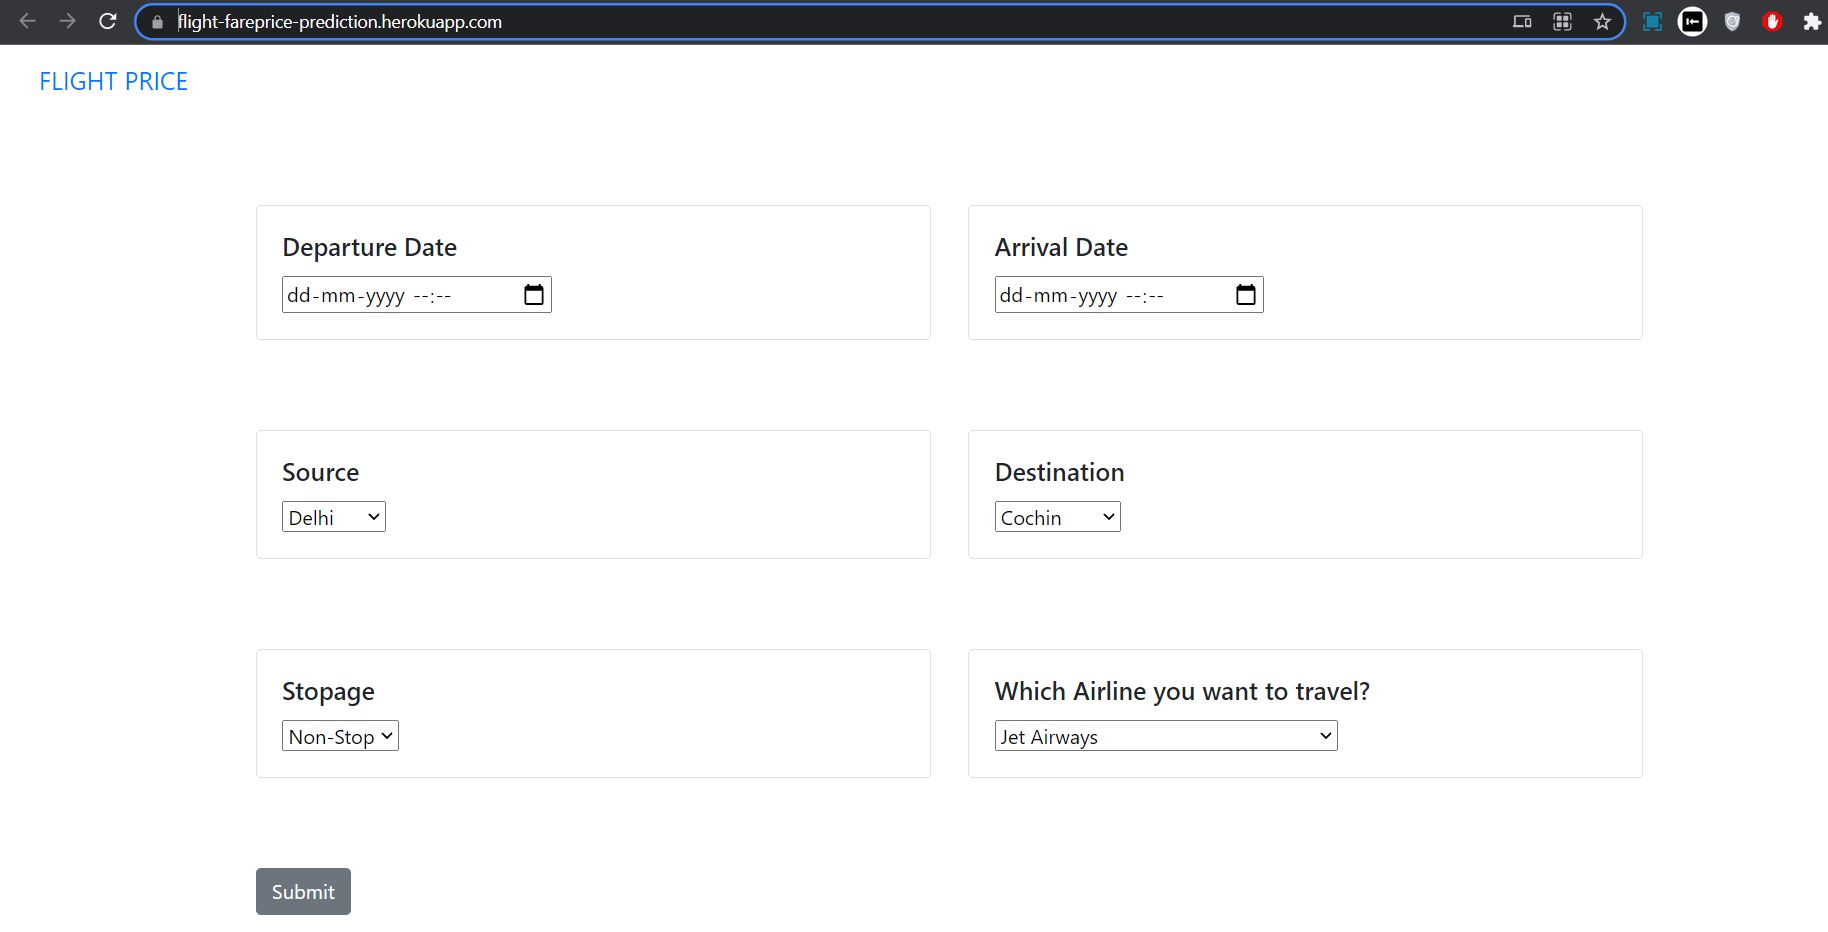 flight-fareprice-prediction.herokuapp.com
FLIGHT PRICE
Departure Date
dd-mm-yyyy --:--
Arrival Date
dd-mm-yyyy --:--
Source
Delhi
Destination
Cochin
Stopage
Non-Stop
Which Airline you want to travel?
Jet Airways
Submit